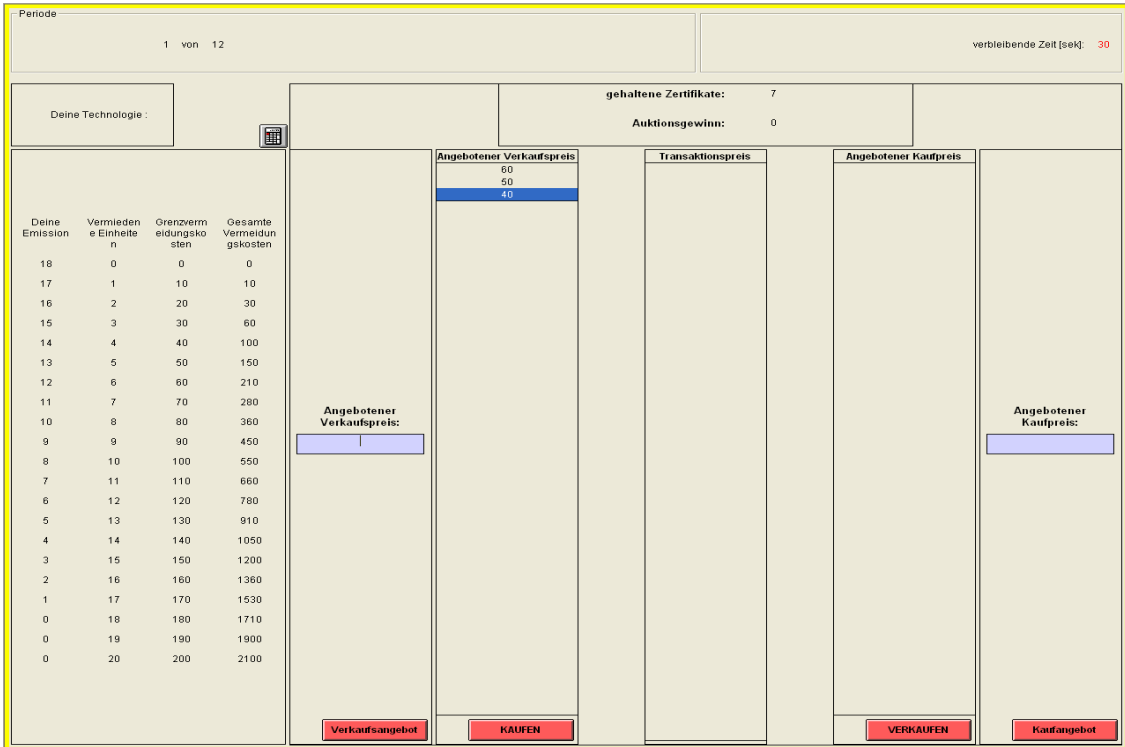 Periode
1 von 12
verbleibende Zeit [sek]: 30
Deine Technologie :
gehaltene Zertifikate: 7
Auktionsgewinn: 0
Deine Emission Vermieden e Einheite n Grenzverm eidungsko sten Gesamte Vermeidun gskosten
18 0 0 0
17 1 10 10
16 2 20 30
15 3 30 60
14 4 40 100
13 5 50 150
12 6 60 210
11 7 70 280
10 8 80 360
9 9 90 450
8 10 100 550
7 11 110 660
6 12 120 780
5 13 130 910
4 14 140 1050
3 15 150 1200
2 16 160 1360
1 17 170 1530
0 18 180 1710
0 19 190 1900
0 20 200 2100
Angebotener
Verkaufspreis:
Verkaufsangebot
Angebotener Verkaufspreis
60
50
40
KAUFEN
Transaktionspreis
Angebotener Kaufpreis
VERKAUFEN
Angebotener
Kaufpreis:
Kaufangebot